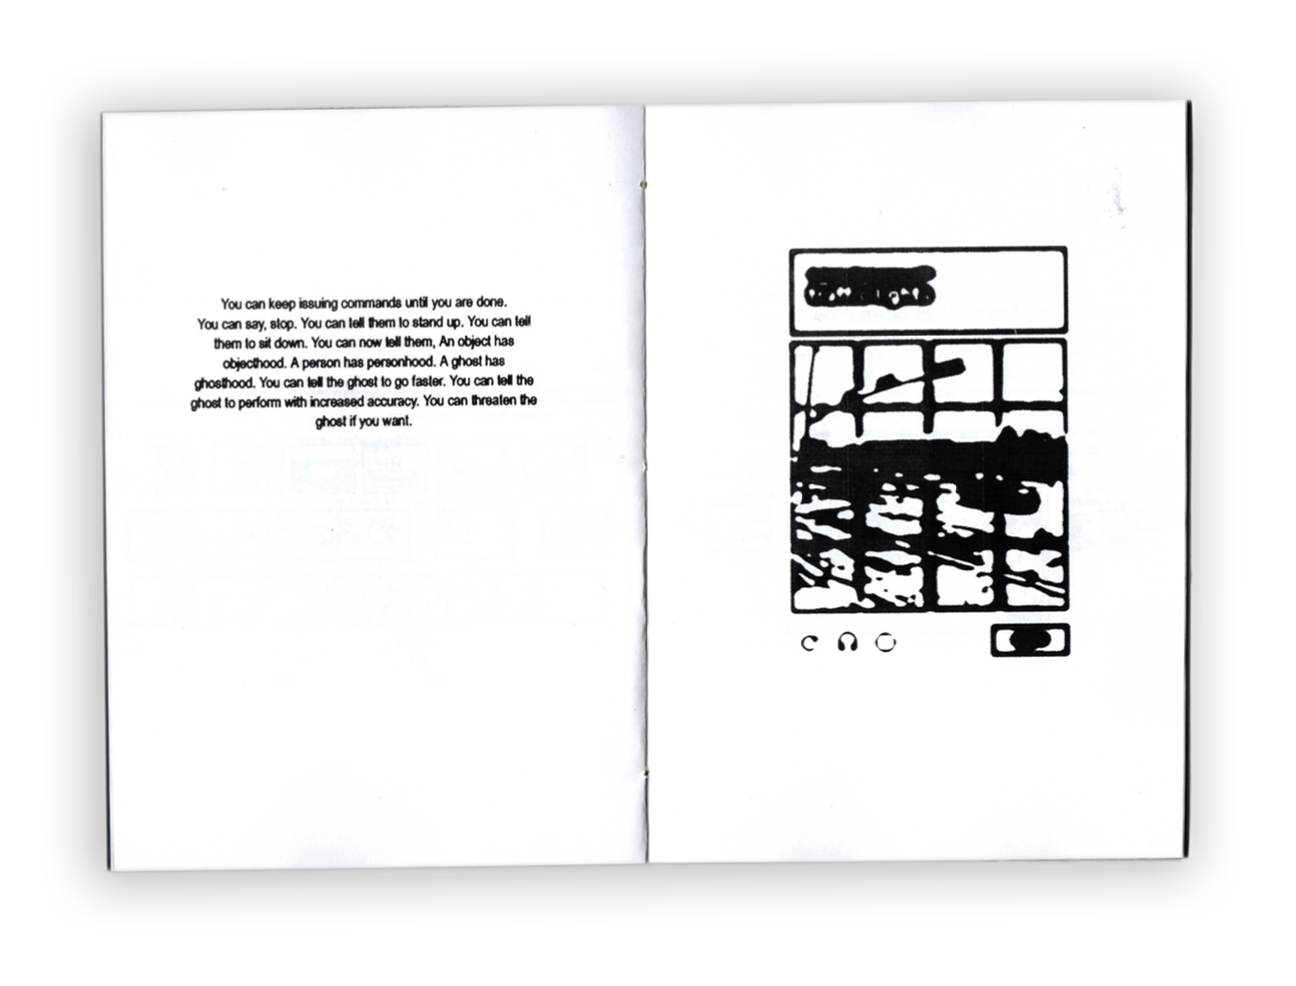 You can keep issuing commands until you are done.
You can say, stop. You can tell them to stand up. You can tell
them to sit down. You can now tell them, An object has
objecthood. A person has personhood. A ghost has
ghosthood. You can tell the ghost to go faster. You can tell the
ghost to perform with increased accuracy. You can threaten the
ghost if you want.